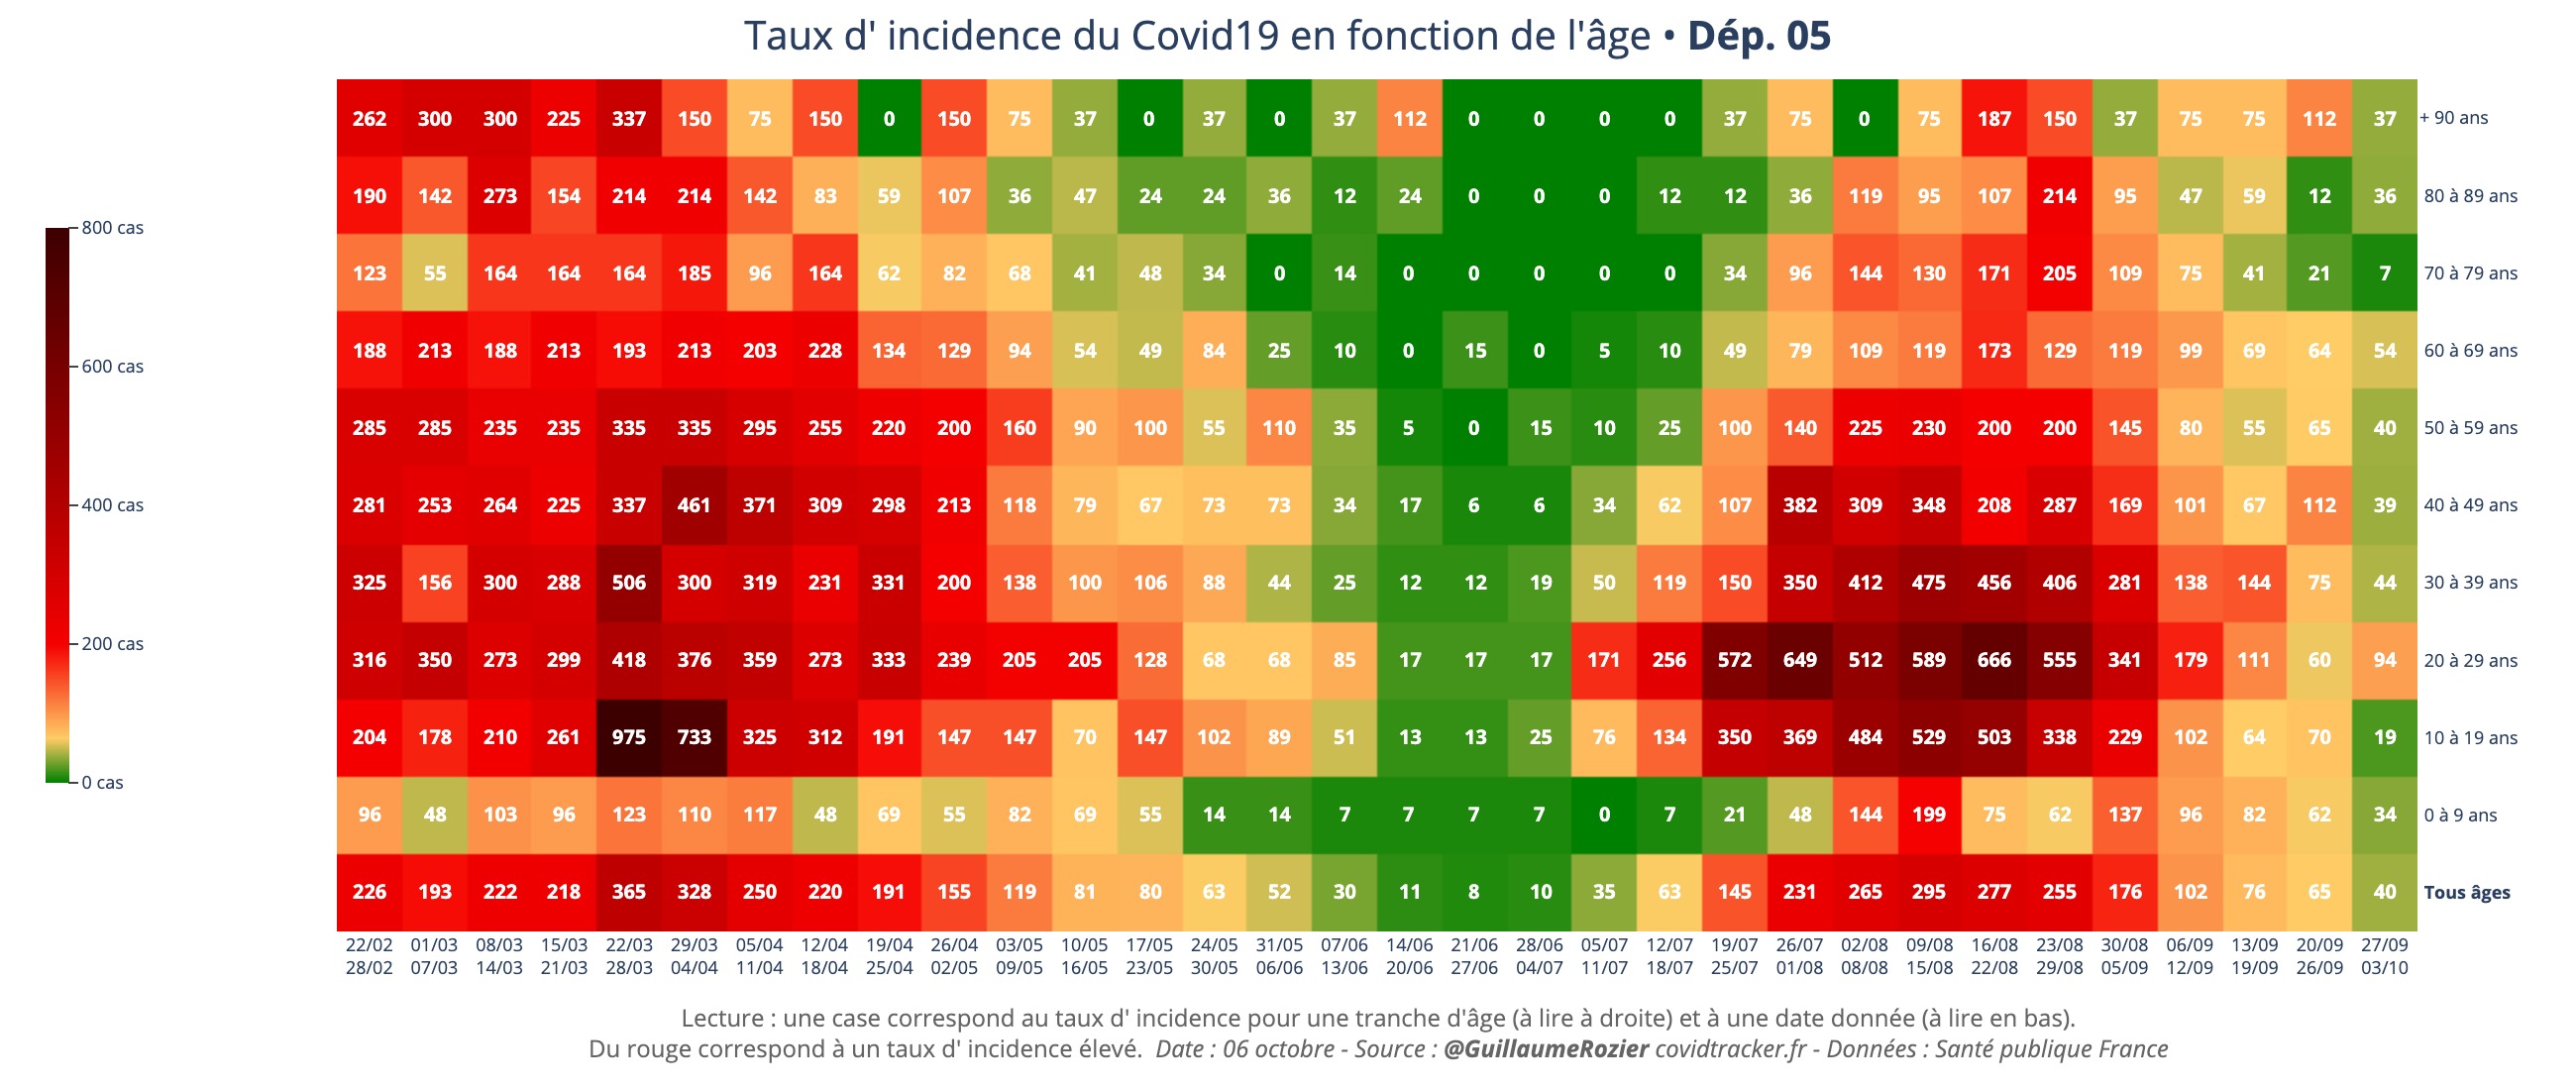 Taux d' incidence du Covid19 en fonction de l'âge • Dép. 05
800 cas
600 cas
400 cas
200 cas
0 cas
262 300 300 225 337 150 75 150 0 150 75 37 0 37 0 37 112 0 0 0 0 37 75 0 75 187 150 37 75 75 112 37 + 90 ans
190 142 273 154 214 214 142 83 59 107 36 47 24 24 36 12 24 0 0 0 12 12 36 119 95 107 214 95 47 59 12 36 80 à 89 ans
123 55 164 164 164 185 96 164 62 82 68 41 48 34 0 14 0 0 0 0 0 34 96 144 130 171 205 109 75 41 21 7 70 à 79 ans
188 213 188 213 193 213 203 228 134 129 94 54 49 84 25 10 0 15 0 5 10 49 79 109 119 173 129 119 99 69 64 54 60 à 69 ans
285 285 235 235 335 335 295 255 220 200 160 90 100 55 110 35 5 0 15 10 25 100 140 225 230 200 200 145 80 55 65 40 50 à 59 ans
281 253 264 225 337 461 371 309 298 213 118 79 67 73 73 34 17 6 6 34 62 107 382 309 348 208 287 169 101 67 112 39 40 à 49 ans
325 156 300 288 506 300 319 231 331 200 138 100 106 88 44 25 12 12 19 50 119 150 350 412 475 456 406 281 138 144 75 44 30 à 39 ans
316 350 273 299 418 376 359 273 333 239 205 205 128 68 68 85 17 17 17 171 256 572 649 512 589 666 555 341 179 111 60 94 20 à 29 ans
204 178 210 261 975 733 325 312 191 147 147 70 147 102 89 51 13 13 25 76 134 350 369 484 529 503 338 229 102 64 70 19 10 à 19 ans
96 48 103 96 123 110 117 48 69 55 82 69 55 14 14 7 7 7 7 0 7 21 48 144 199 75 62 137 96 82 62 34 0 à 9 ans
226 193 222 218 365 328 250 220 191 155 119 81 80 63 52 30 11 8 10 35 63 145 231 265 295 277 255 176 102 76 65 40 Tous âges
22/02 01/03 08/03 15/03 22/03 29/03 05/04 12/04 19/04 26/04 03/05 10/05 17/05 24/05 31/05 07/06 14/06 21/06 28/06 05/07 12/07 19/07 26/07 02/08 09/08 16/08 23/08 30/08 06/09 13/09 20/09 27/09
28/02 07/03 14/03 21/03 28/03 04/04 11/04 18/04 25/04 02/05 09/05 16/05 23/05 30/05 06/06 13/06 20/06 27/06 04/07 11/07 18/07 25/07 01/08 08/08 15/08 22/08 29/08 05/09 12/09 19/09 26/09 03/10
Lecture : une case correspond au taux d' incidence pour une tranche d'âge (à lire à droite) et à une date donnée (à lire en bas).
Du rouge correspond à un taux d' incidence élevé. Date : 06 octobre - Source : @GuillaumeRozier covidtracker.fr - Données : Santé publique France